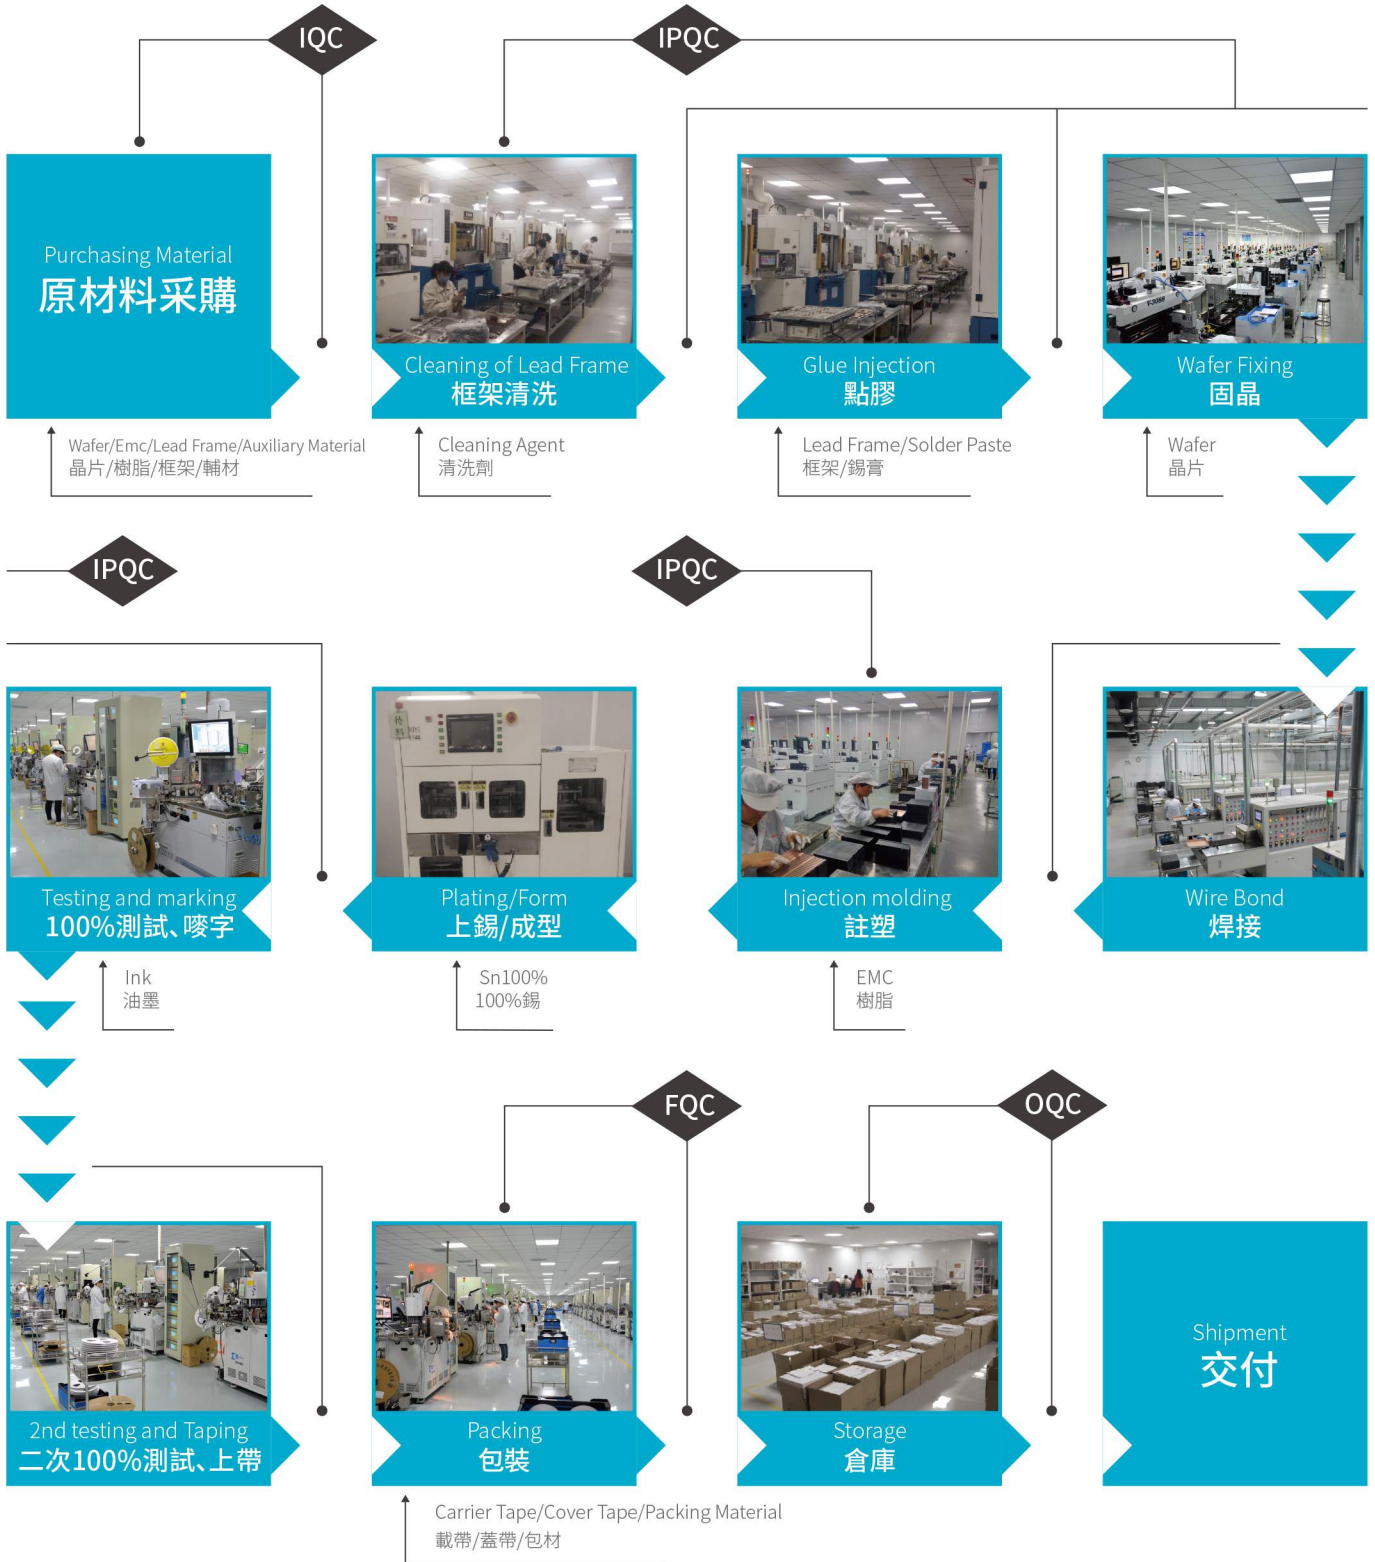 IQC
IPQC
Purchasing Material
原材料采購
Cleaning of Lead Frame
框架清洗
Glue Injection
點膠
Wafer Fixing
固晶
Wafer/Emc/Lead Frame/Auxiliary Material
晶片/樹脂/框架/輔材
Cleaning Agent
清洗劑
Lead Frame/Solder Paste
框架/錫膏
Wafer
晶片
IPQC
IPQC
Testing and marking
100%測試、嘜字
Plating/Form
上錫/成型
Injection molding
註塑
Wire Bond
焊接
Ink
油墨
Sn100%
100%錫
EMC
樹脂
FQC
OQC
2nd testing and Taping
二次100%測試、上帶
Packing
包裝
Storage
倉庫
Shipment
交付
Carrier Tape/Cover Tape/Packing Material
載帶/蓋帶/包材